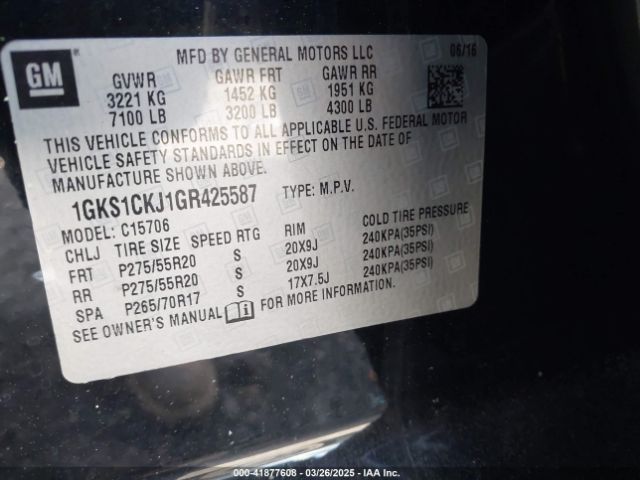 GM
MFD BY GENERAL MOTORS LLC 06/16
GVWR GAWR FRT GAWR RR
3221 KG 1452 KG 1951 KG
7100 LB 3200 LB 4300 LB
THIS VEHICLE CONFORMS TO ALL APPLICABLE U.S. FEDERAL MOTOR
VEHICLE SAFETY STANDARDS IN EFFECT ON THE DATE OF
MANUFACTURE SHOWN ABOVE.
1GKS1CKJ1GR425587 TYPE: M.P.V.
MODEL: C15706
CHLJ TIRE SIZE SPEED RTG RIM COLD TIRE PRESSURE
FRT P275/55R20 S 20X9J 240KPA(35PSI)
RR P275/55R20 S 20X9J 240KPA(35PSI)
SPA P265/70R17 S 17X7.5J 240KPA(35PSI)
SEE OWNER'S MANUAL FOR MORE INFORMATION.
000-41877608 - 03/26/2025 - IAA Inc.